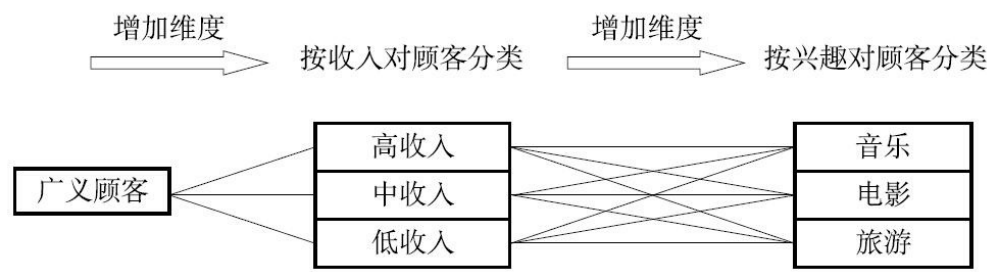 增加维度
按收入对顾客分类
增加维度
按兴趣对顾客分类
广义顾客
高收入
中收入
低收入
音乐
电影
旅游